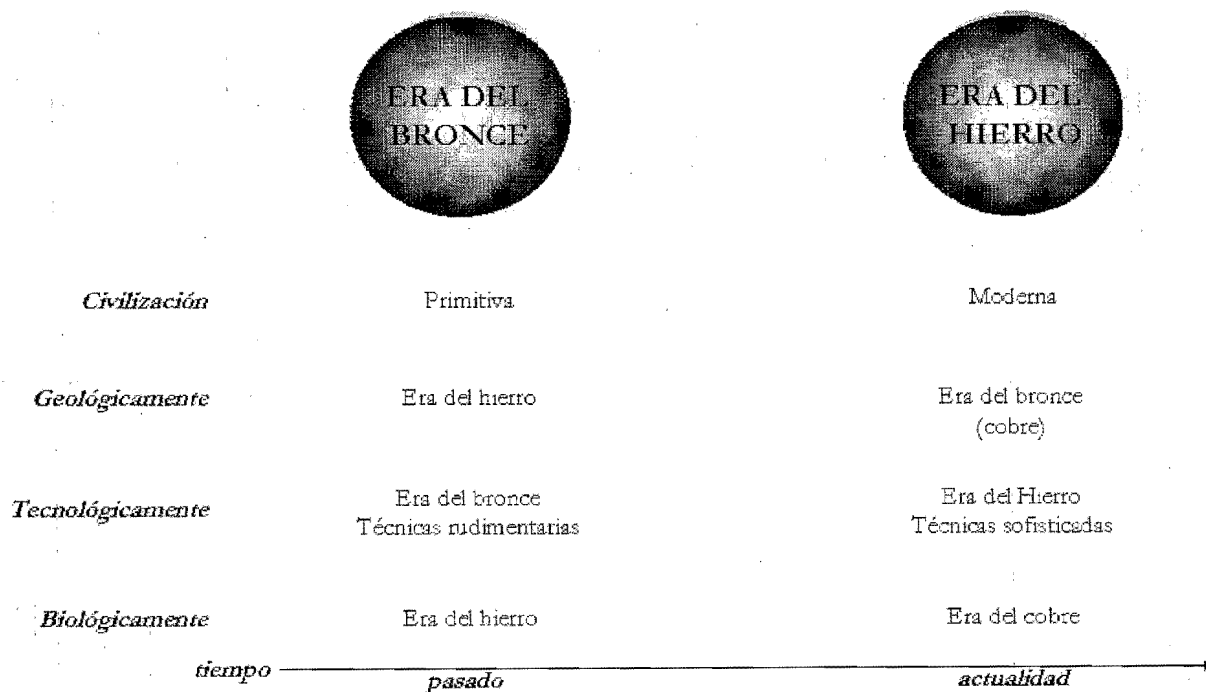 ERA DEL
BRONCE
ERA DEL
HIERRO
Civilización
Primitiva
Moderna
Geológicamente
Era del hierro
Era del bronce
(cobre)
Tecnológicamente
Era del bronce
Técnicas rudimentarias
Era del Hierro
Técnicas sofisticadas
Biológicamente
Era del hierro
Era del cobre
tiempo
pasado
actualidad